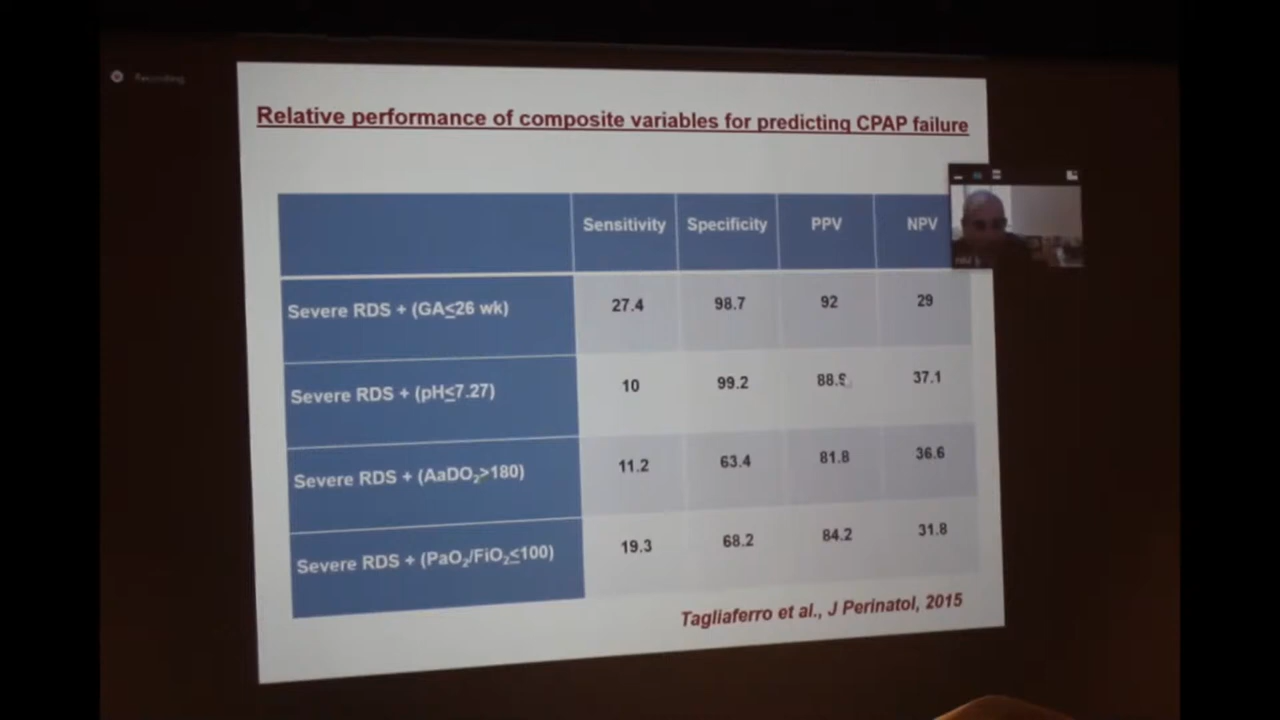 Recording
Relative performance of composite variables for predicting CPAP failure
Sensitivity Specificity PPV NPV
Severe RDS + (GA≤26 wk) 27.4 98.7 92 29
Severe RDS + (pH≤7.27) 10 99.2 88.9 37.1
Severe RDS + (AaDO₂>180) 11.2 63.4 81.8 36.6
Severe RDS + (PaO₂/FiO₂≤100) 19.3 68.2 84.2 31.8
Tagliaferro et al., J Perinatol, 2015